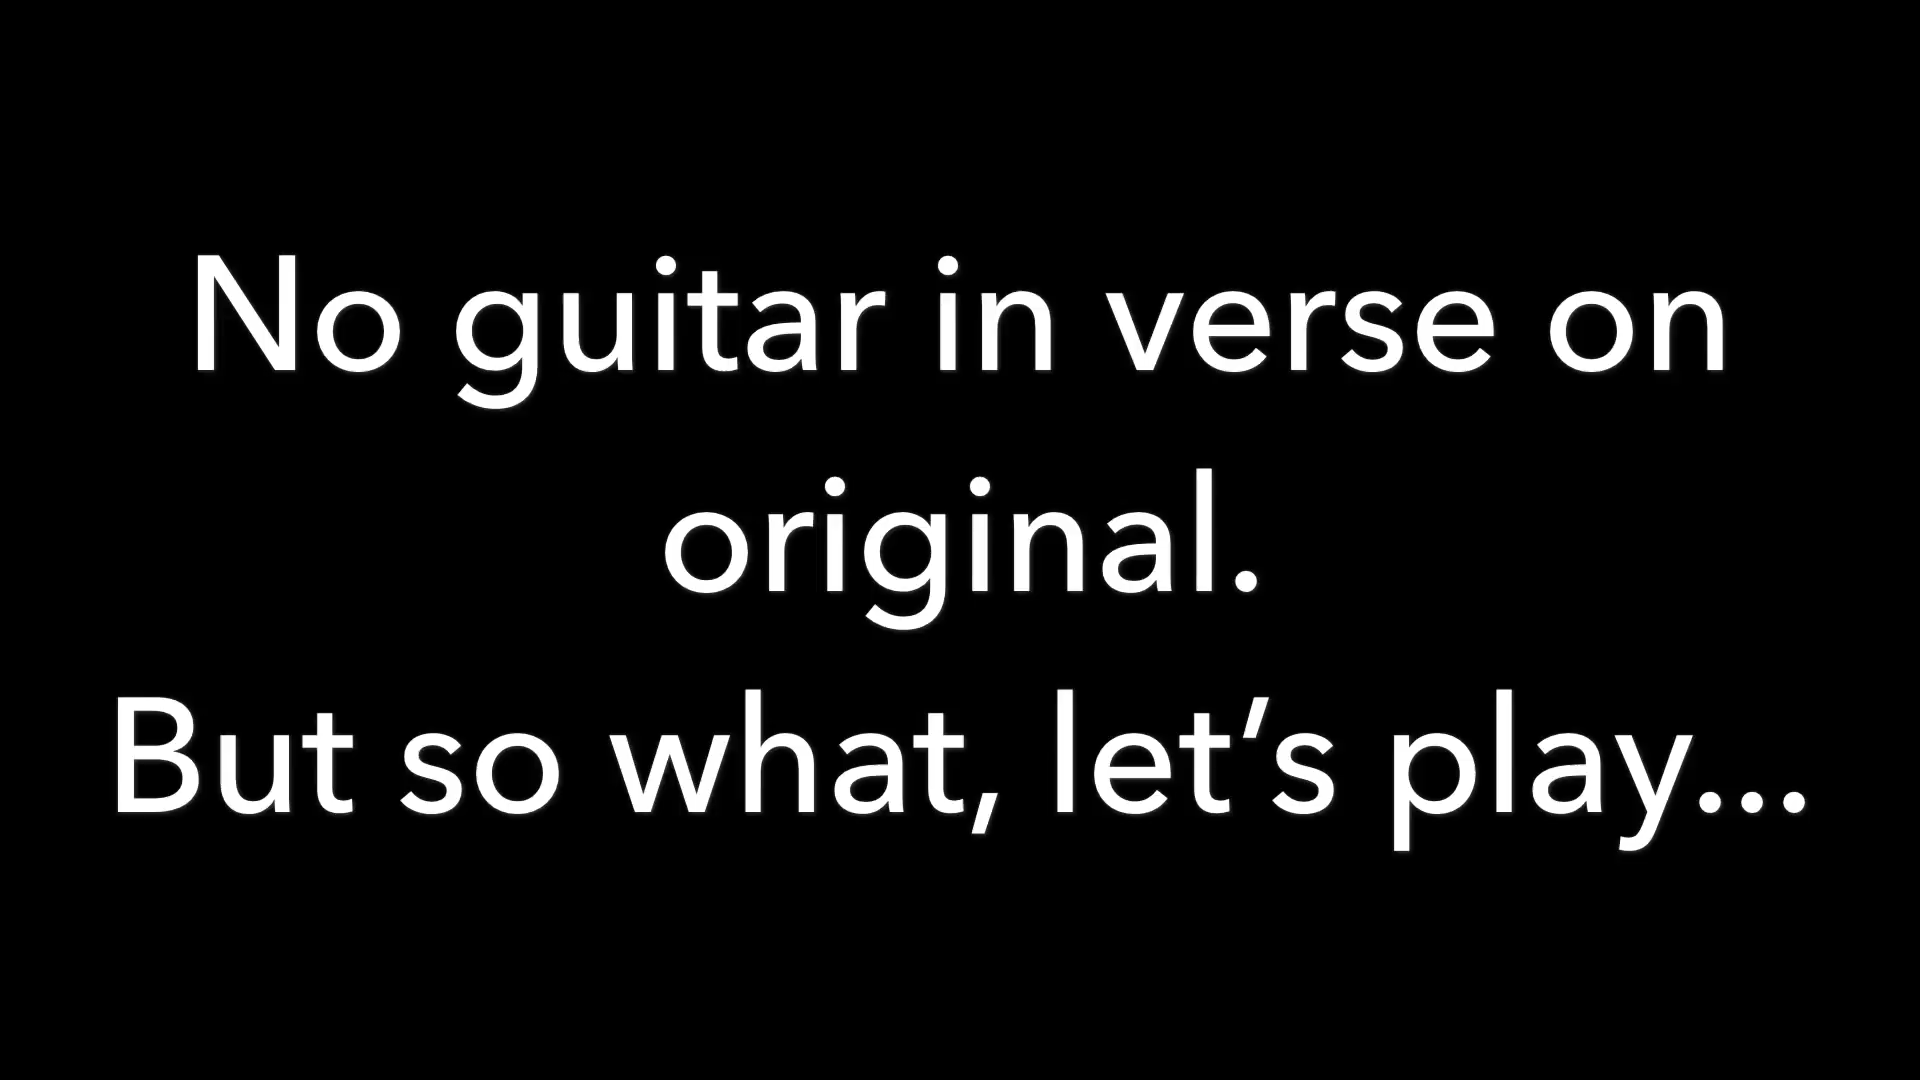 No guitar in verse on
original.
But so what, let’s play...